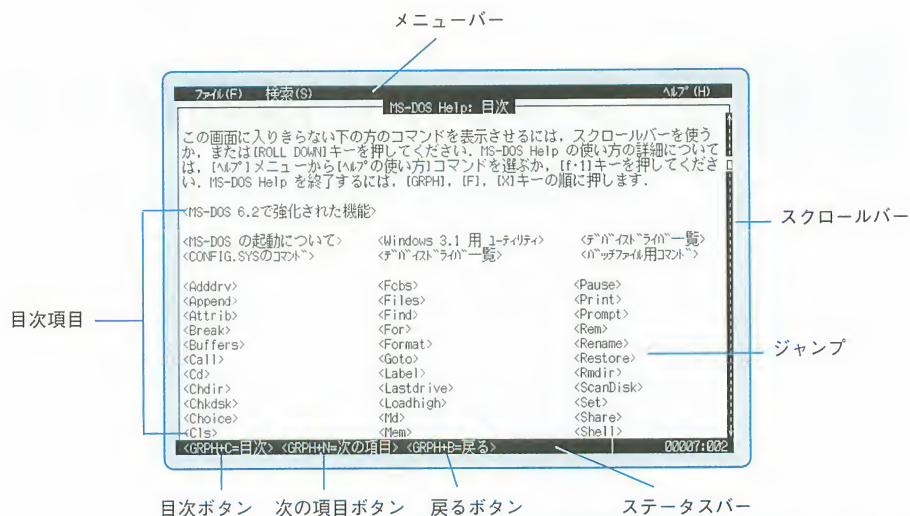 メニューバー
ファイル(F) 検索(S) ヘルプ(H)
MS-DOS Help: 目次
この画面に入りきらない下の方のコマンドを表示させるには，スクロールバーを使う
か，または[ROLL DOWN]キーを押してください．MS-DOS Help の使い方の詳細について
は，[ヘルプ]メニューから[ヘルプの使い方]コマンドを選ぶか，[f･1]キーを押してくださ
い．MS-DOS Help を終了するには，[GRPH]，[F]，[X]キーの順に押します．
<MS-DOS 6.2で強化された機能>
スクロールバー
<MS-DOS の起動について> <Windows 3.1 用 ユーティリティ> <デバイスドライバ一覧>
<CONFIG.SYSのコマンド> <デバイスドライバ一覧> <バッチファイル用コマンド>
<Adddrv> <Fcbs> <Pause>
<Append> <Files> <Print>
<Attrib> <Find> <Prompt>
目次項目
<Break> <For> <Rem>
<Buffers> <Format> <Rename>
<Call> <Goto> <Restore>
ジャンプ
<Cd> <Label> <Rmdir>
<Chdir> <Lastdrive> <ScanDisk>
<Chkdsk> <Loadhigh> <Set>
<Choice> <Md> <Share>
<Cls> <Mem> <Shell>
<GRPH+C=目次> <GRPH+N=次の項目> <GRPH+B=戻る> 00007:002
目次ボタン 次の項目ボタン 戻るボタン ステータスバー